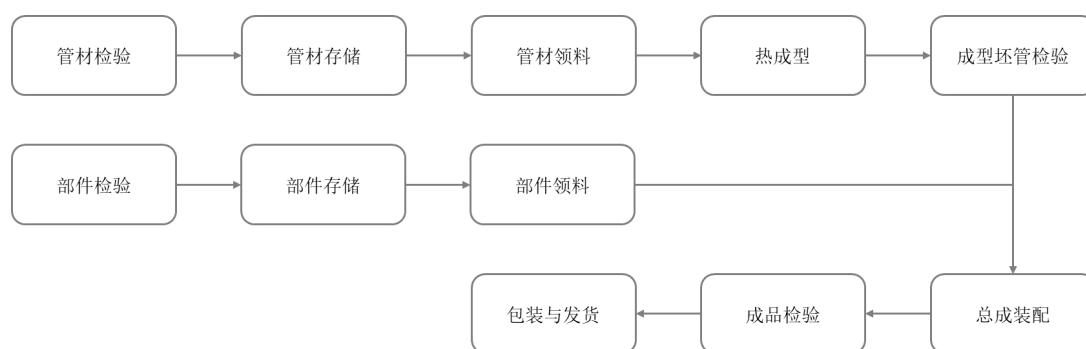 管材检验
管材存储
管材领料
热成型
成型坯管检验
部件检验
部件存储
部件领料
包装与发货
成品检验
总成装配